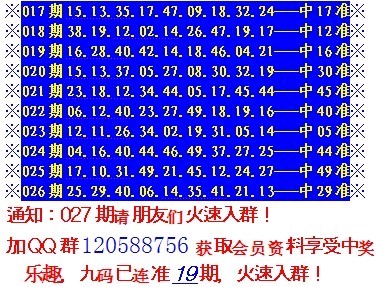 ※017期15.13.35.17.47.09.18.32.24——中17准※
※018期38.19.12.02.14.26.47.19.17——中12准※
※019期16.28.40.42.14.18.46.04.21——中16准※
※020期15.13.37.05.27.08.30.32.19——中30准※
※021期23.18.12.34.44.05.17.45.44——中45准※
※022期06.12.40.23.27.18.49.19.16——中40准※
※023期12.11.26.34.02.19.31.05.14——中05准※
※024期04.16.40.44.46.49.37.27.25——中44准※
※025期17.10.31.49.21.45.12.24.27——中49准※
※026期25.29.40.06.14.35.41.21.13——中29准※
通知：027期请朋友们火速入群！
加QQ群120588756 获取会员资料享受中奖
乐趣，九码已连准19期，火速入群！